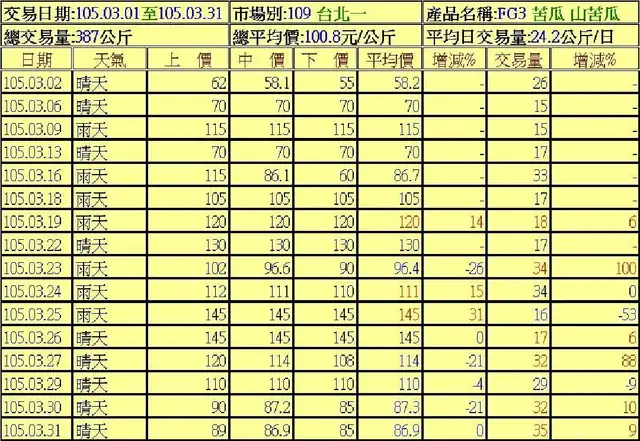 交易日期:105.03.01至105.03.31 市場別:109 台北一 產品名稱:FG3 苦瓜 山苦瓜
總交易量:387公斤 總平均價:100.8元/公斤 平均日交易量:24.2公斤/日
日期 天氣 上 價 中 價 下 價 平均價 增減% 交易量 增減%
105.03.02 晴天 62 58.1 55 58.2 - 26 -
105.03.06 晴天 70 70 70 70 - 15 -
105.03.09 雨天 115 115 115 115 - 15 -
105.03.13 晴天 70 70 70 70 - 17 -
105.03.16 雨天 115 86.1 60 86.7 - 33 -
105.03.18 雨天 105 105 105 105 - 17 -
105.03.19 雨天 120 120 120 120 14 18 6
105.03.22 晴天 130 130 130 130 - 17 -
105.03.23 雨天 102 96.6 90 96.4 -26 34 100
105.03.24 雨天 112 111 110 111 15 34 0
105.03.25 雨天 145 145 145 145 31 16 -53
105.03.26 晴天 145 145 145 145 0 17 6
105.03.27 晴天 120 114 108 114 -21 32 88
105.03.29 晴天 110 110 110 110 -4 29 -9
105.03.30 晴天 90 87.2 85 87.3 -21 32 10
105.03.31 晴天 89 86.9 85 86.9 0 35 9